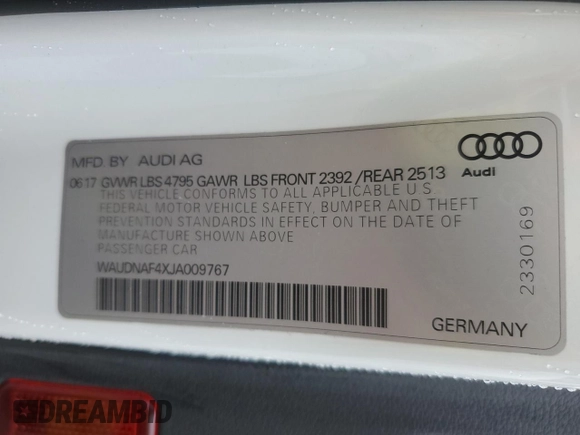 MFD. BY AUDI AG
0617 GVWR LBS 4795 GAWR LBS FRONT 2392 /REAR 2513
THIS VEHICLE CONFORMS TO ALL APPLICABLE U S
FEDERAL MOTOR VEHICLE SAFETY, BUMPER AND THEFT
PREVENTION STANDARDS IN EFFECT ON THE DATE OF
MANUFACTURE SHOWN ABOVE
PASSENGER CAR
WAUDNAF4XJA009767
Audi
2330169
GERMANY
DREAMBID